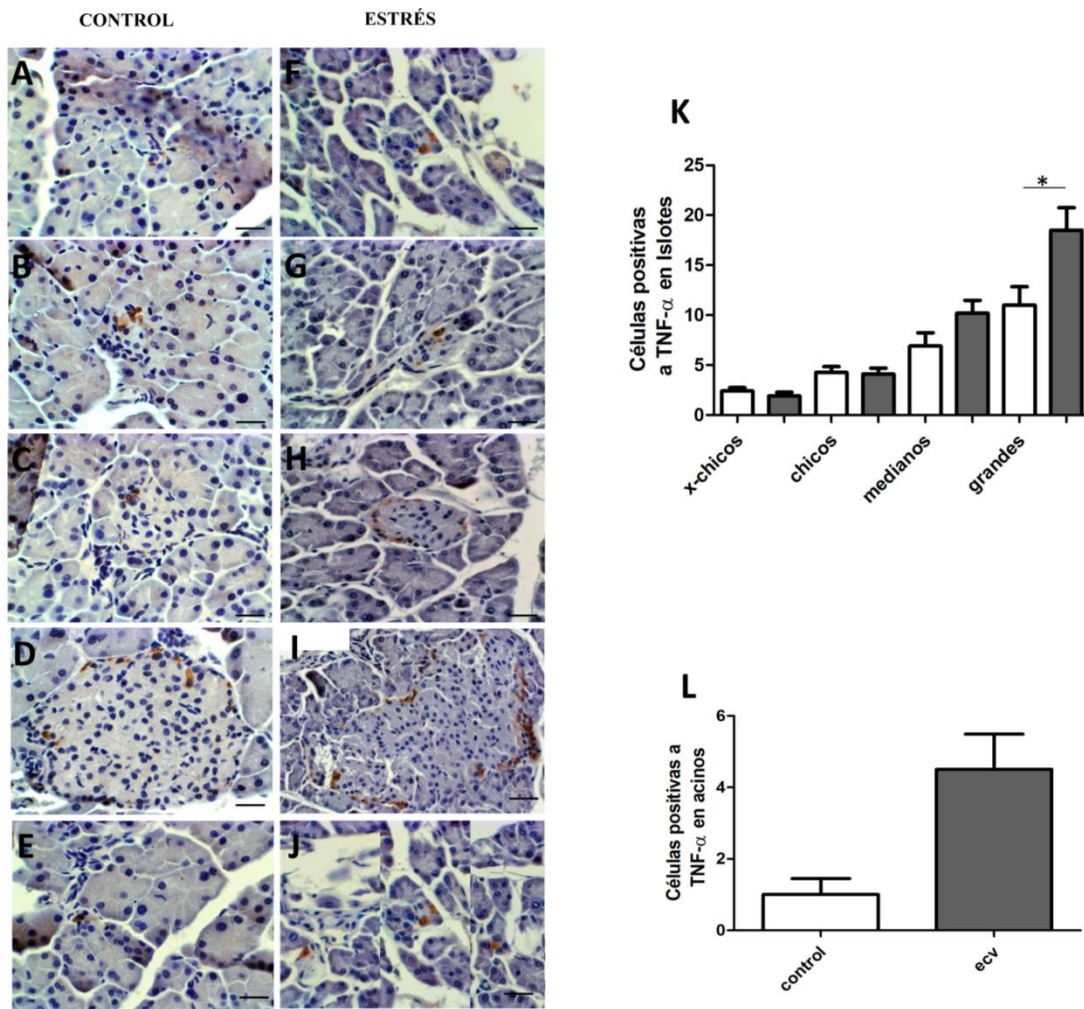 CONTROL
ESTRÉS
A
F
B
G
C
H
D
I
E
J
K
Células positivas
a TNF-α en Islotes
25
20
15
10
5
0
*
x-chicos
chicos
medianos
grandes
L
Células positivas a
TNF-α en acinos
6
4
2
0
control
ecv